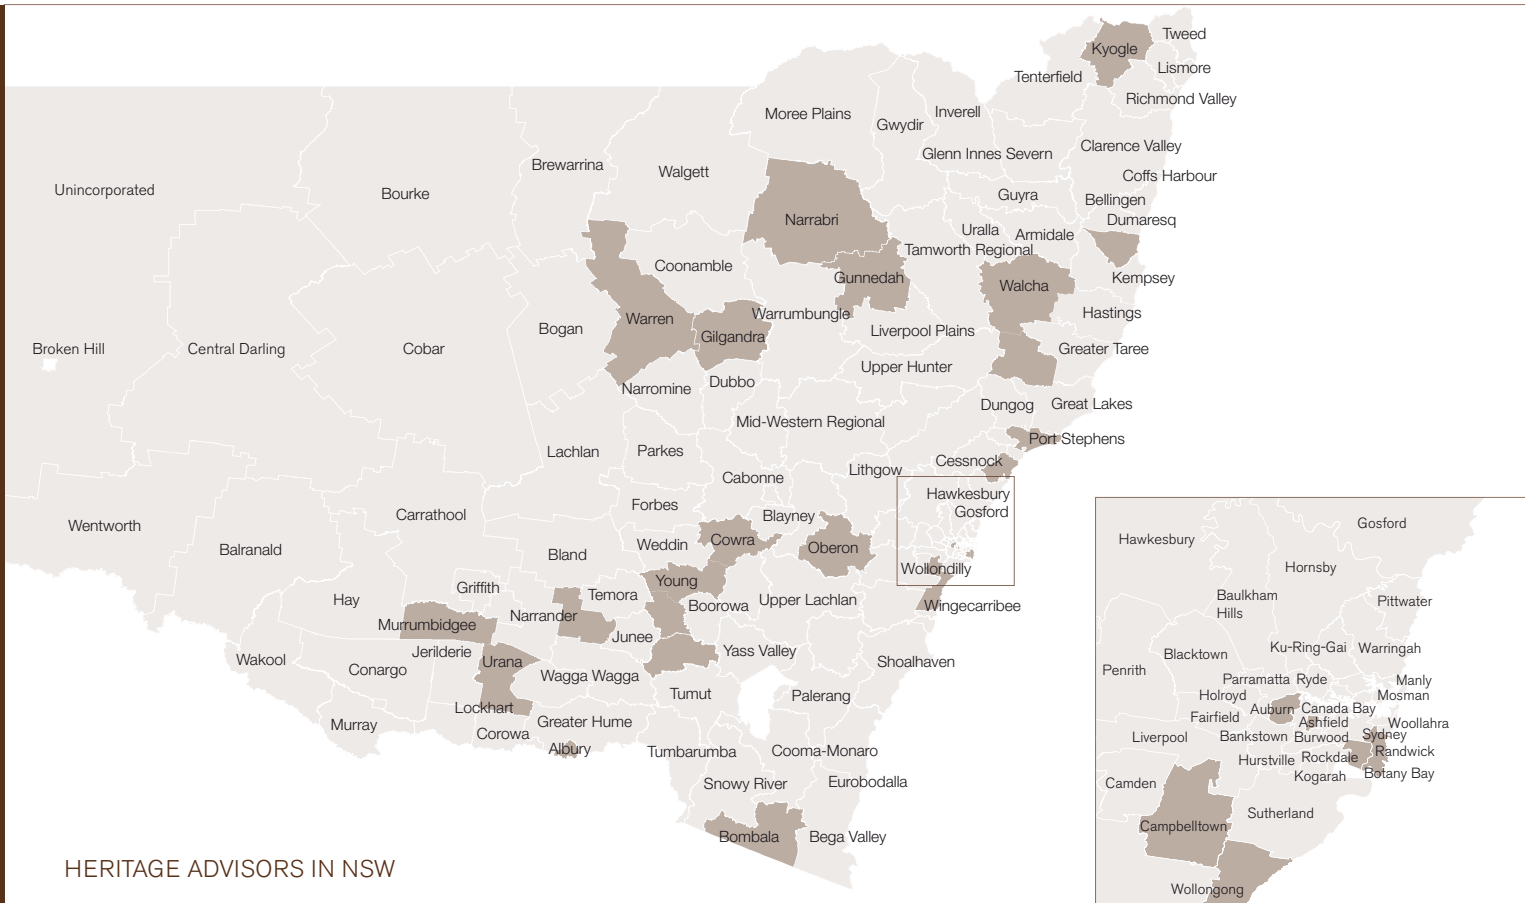 Tweed
Kyogle
Lismore
Tenterfield
Richmond Valley
Moree Plains
Inverell
Gwydir
Clarence Valley
Glenn Innes Severn
Brewarrina
Walgett
Coffs Harbour
Unincorporated
Bourke
Guyra
Bellingen
Narrabri
Dumaresq
Uralla
Armidale
Tamworth Regional
Coonamble
Gunnedah
Kempsey
Walcha
Warren
Warrumbungle
Hastings
Bogan
Gilgandra
Liverpool Plains
Broken Hill
Central Darling
Cobar
Greater Taree
Upper Hunter
Narromine
Dubbo
Dungog
Great Lakes
Mid-Western Regional
Port Stephens
Lachlan
Parkes
Cessnock
Lithgow
Cabonne
Hawkesbury
Forbes
Gosford
Carrathool
Blayney
Wentworth
Cowra
Weddin
Oberon
Balranald
Bland
Wollondilly
Young
Griffith
Temora
Hay
Boorowa
Upper Lachlan
Wingecarribee
Narrander
Murrumbidgee
Junee
Jerilderie
Yass Valley
Wakool
Urana
Shoalhaven
Conargo
Wagga Wagga
Tumut
Palerang
Lockhart
Murray
Greater Hume
Corowa
Albury
Tumbarumba
Cooma-Monaro
Snowy River
Eurobodalla
Bombala
Bega Valley
HERITAGE ADVISORS IN NSW
Gosford
Hawkesbury
Hornsby
Baulkham
Hills
Pittwater
Ku-Ring-Gai
Warringah
Blacktown
Penrith
Parramatta
Ryde
Manly
Holroyd
Mosman
Auburn
Canada Bay
Fairfield
Ashfield
Woollahra
Liverpool
Bankstown
Burwood
Sydney
Randwick
Hurstville
Rockdale
Kogarah
Botany Bay
Camden
Sutherland
Campbelltown
Wollongong